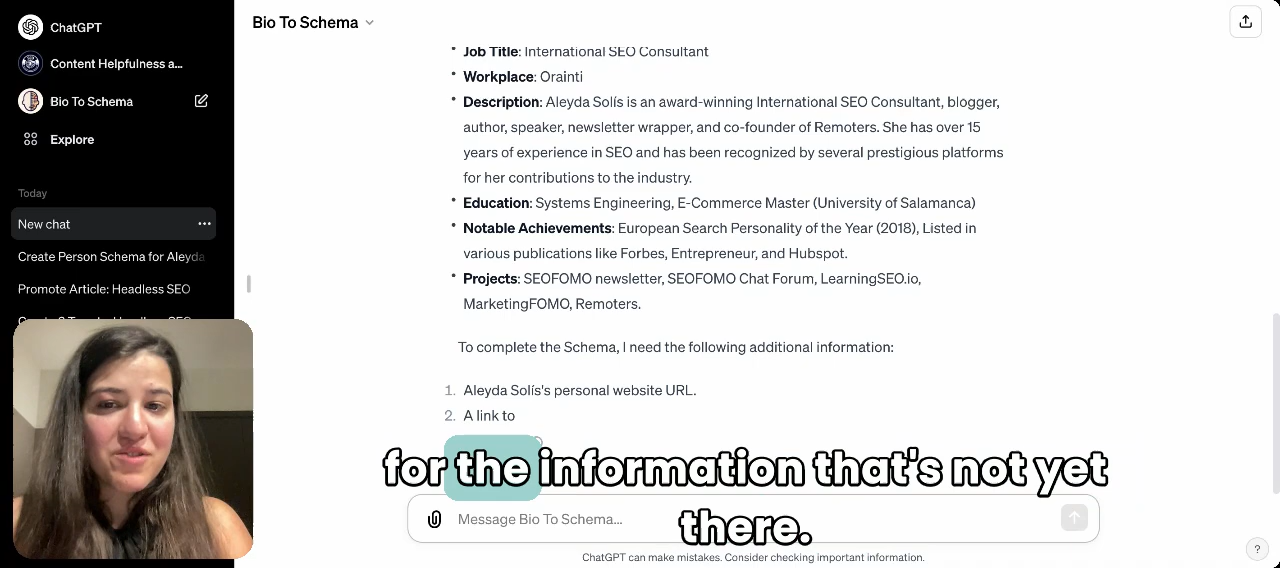 ChatGPT
Content Helpfulness a...
Bio To Schema
Explore
Today
New chat
Create Person Schema for Aleyda
Promote Article: Headless SEO
Bio To Schema
Job Title: International SEO Consultant
Workplace: Orainti
Description: Aleyda Solís is an award-winning International SEO Consultant, blogger,
author, speaker, newsletter wrapper, and co-founder of Remoters. She has over 15
years of experience in SEO and has been recognized by several prestigious platforms
for her contributions to the industry.
Education: Systems Engineering, E-Commerce Master (University of Salamanca)
Notable Achievements: European Search Personality of the Year (2018), Listed in
various publications like Forbes, Entrepreneur, and Hubspot.
Projects: SEOFOMO newsletter, SEOFOMO Chat Forum, LearningSEO.io,
MarketingFOMO, Remoters.
To complete the Schema, I need the following additional information:
1. Aleyda Solís's personal website URL.
2. A link to
for the information that's not yet
there.
Message Bio To Schema...
ChatGPT can make mistakes. Consider checking important information.
?